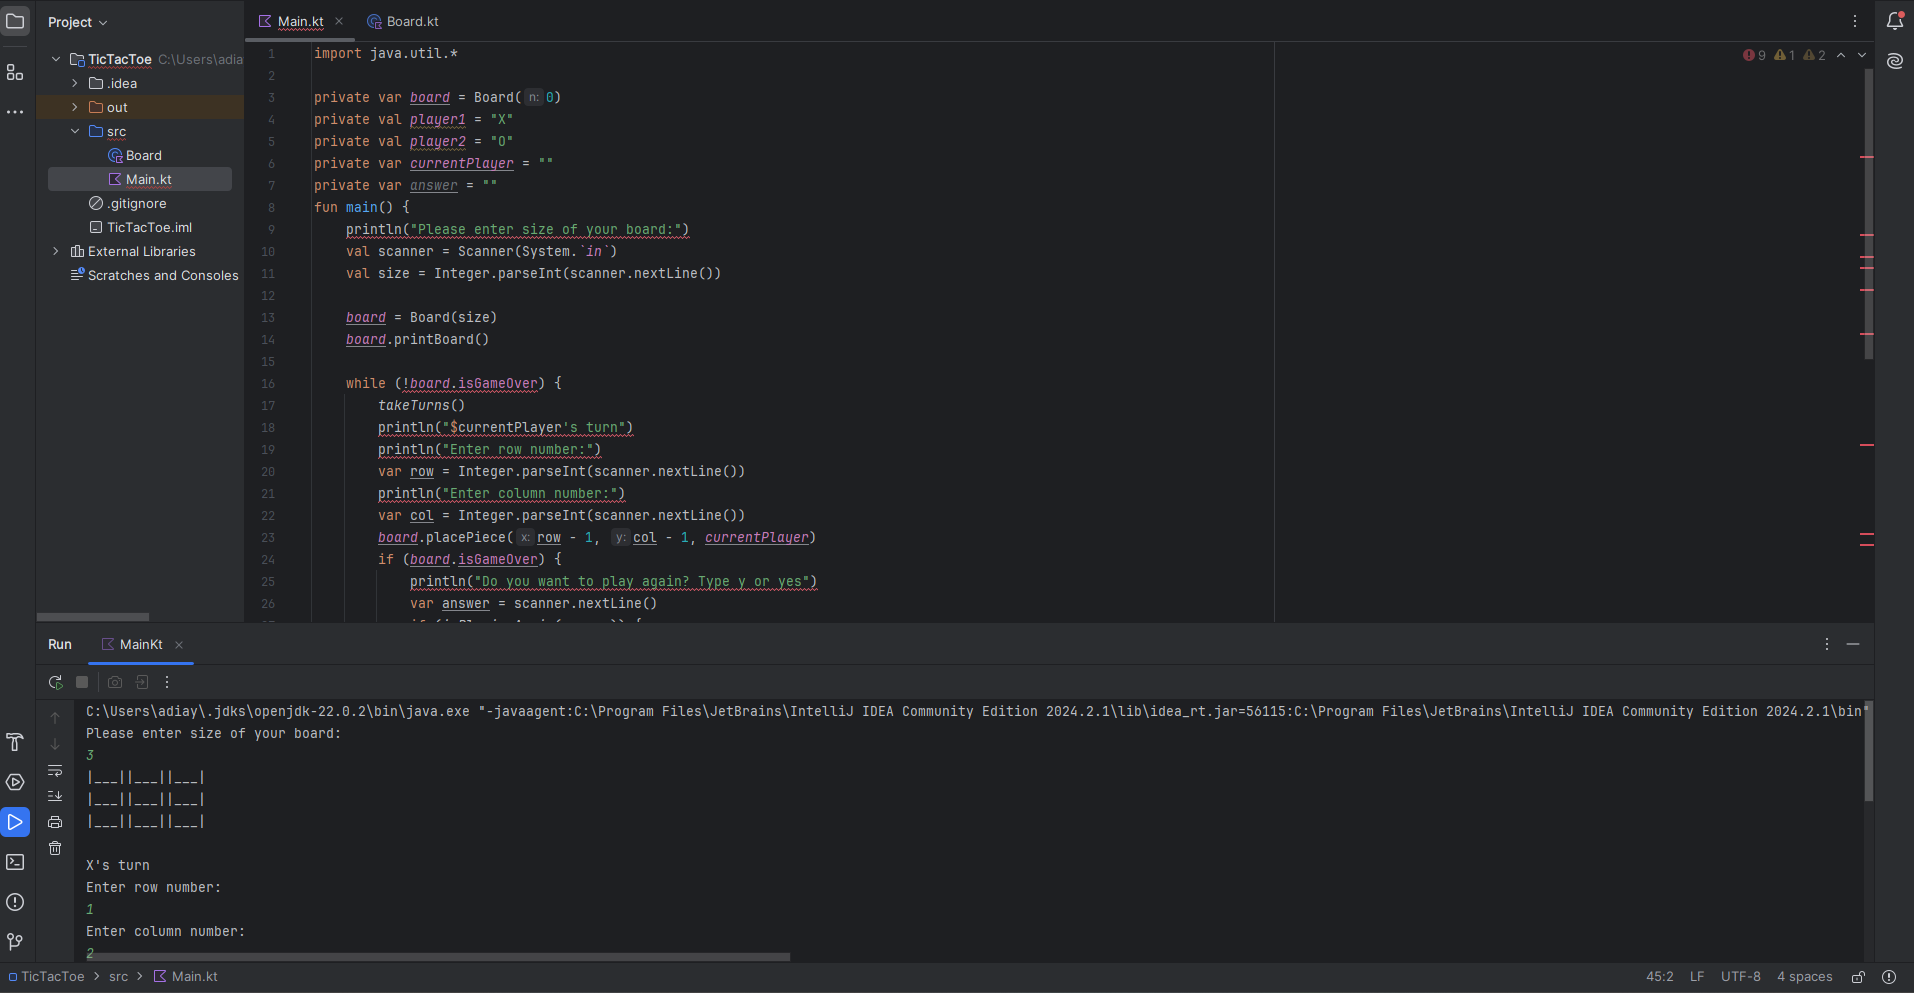 Project
Main.kt
Board.kt
TicTacToe C:\Users\adia
.idea
out
src
Board
Main.kt
.gitignore
TicTacToe.iml
External Libraries
Scratches and Consoles
9 1 2
1 import java.util.*
2
3 private var board = Board( n: 0)
4 private val player1 = "X"
5 private val player2 = "O"
6 private var currentPlayer = ""
7 private var answer = ""
8 fun main() {
9 println("Please enter size of your board:")
10 val scanner = Scanner(System.`in`)
11 val size = Integer.parseInt(scanner.nextLine())
12
13 board = Board(size)
14 board.printBoard()
15
16 while (!board.isGameOver) {
17 takeTurns()
18 println("$currentPlayer's turn")
19 println("Enter row number:")
20 var row = Integer.parseInt(scanner.nextLine())
21 println("Enter column number:")
22 var col = Integer.parseInt(scanner.nextLine())
23 board.placePiece( x: row - 1, y: col - 1, currentPlayer)
24 if (board.isGameOver) {
25 println("Do you want to play again? Type y or yes")
26 var answer = scanner.nextLine()
Run MainKt
C:\Users\adiay\.jdks\openjdk-22.0.2\bin\java.exe "-javaagent:C:\Program Files\JetBrains\IntelliJ IDEA Community Edition 2024.2.1\lib\idea_rt.jar=56115:C:\Program Files\JetBrains\IntelliJ IDEA Community Edition 2024.2.1\bin"
Please enter size of your board:
3
|___||___||___|
|___||___||___|
|___||___||___|
X's turn
Enter row number:
1
Enter column number:
2
TicTacToe > src > Main.kt
45:2 LF UTF-8 4 spaces